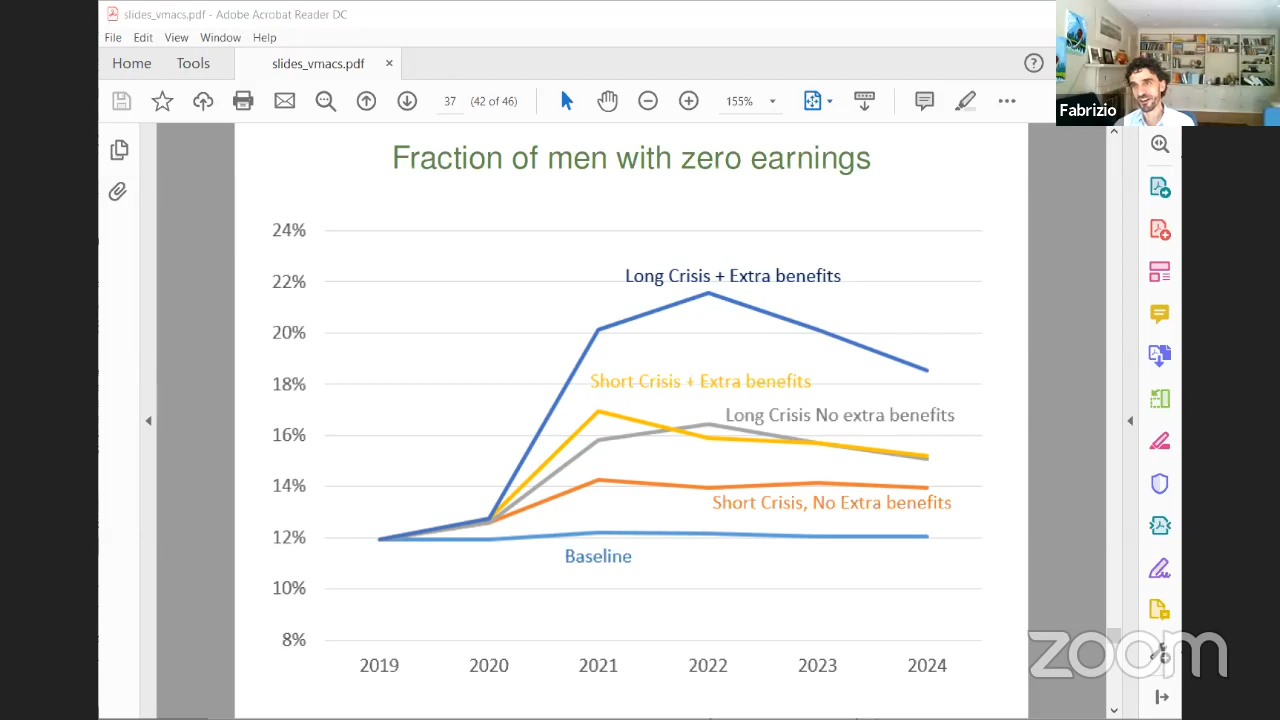 slides_vmacs.pdf - Adobe Acrobat Reader DC
File Edit View Window Help
Home Tools slides_vmacs.pdf ×
(42 of 46) 155%
Fabrizio
Fraction of men with zero earnings
24%
22%
20%
18%
16%
14%
12%
10%
8%
Long Crisis + Extra benefits
Short Crisis + Extra benefits
Long Crisis No extra benefits
Short Crisis, No Extra benefits
Baseline
2019 2020 2021 2022 2023 2024
zoom